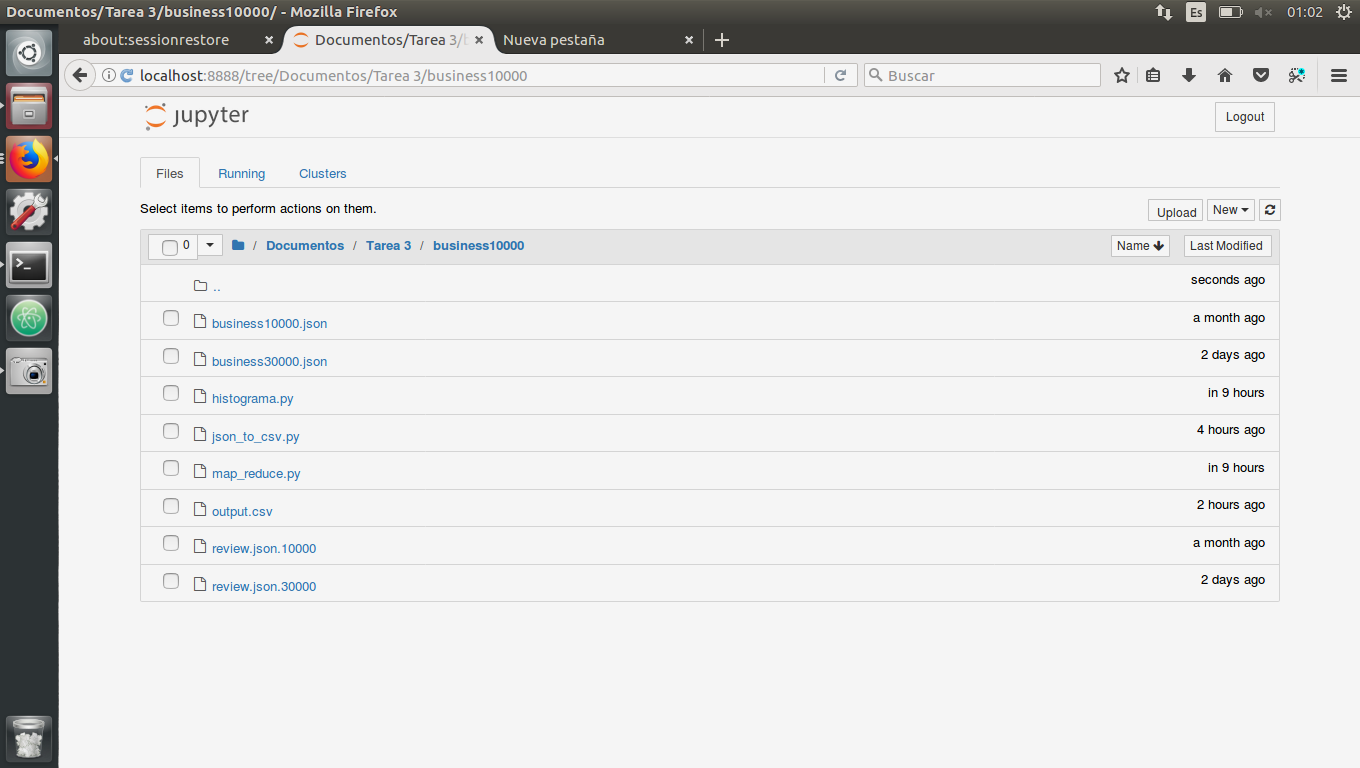 Documentos/Tarea 3/business10000/ - Mozilla Firefox
Es
01:02
about:sessionrestore
Documentos/Tarea 3/b
Nueva pestaña
localhost:8888/tree/Documentos/Tarea 3/business10000
Buscar
jupyter
Logout
Files
Running
Clusters
Select items to perform actions on them.
Upload
New
0
/ Documentos / Tarea 3 / business10000
Name
Last Modified
..
seconds ago
business10000.json
a month ago
business30000.json
2 days ago
histograma.py
in 9 hours
json_to_csv.py
4 hours ago
map_reduce.py
in 9 hours
output.csv
2 hours ago
review.json.10000
a month ago
review.json.30000
2 days ago